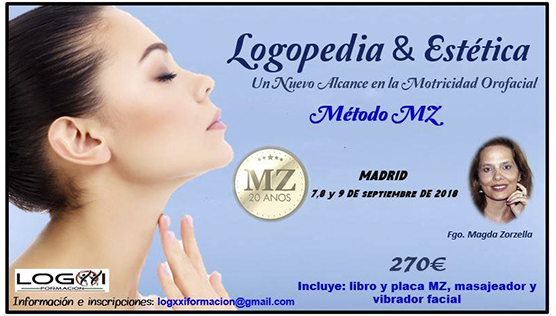 Logopedia & Estética
Un Nuevo Alcance en la Motricidad Orofacial
Método MZ
MZ
20 ANOS
MADRID
7,8 y 9 DE SEPTIEMBRE DE 2018
Fgo. Magda Zorzella
270€
Incluye: libro y placa MZ, masajeador y
vibrador facial
LOGXXI
FORMACIÓN
Información e inscripciones: logxxiformacion@gmail.com